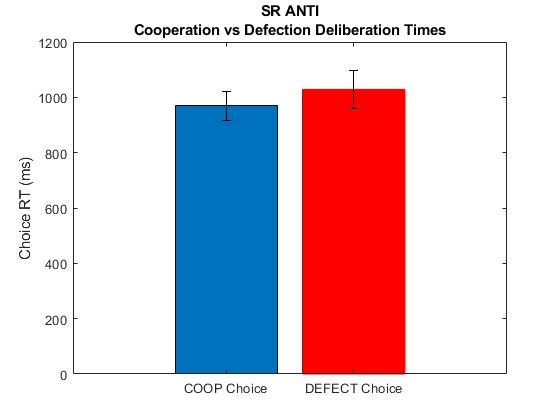 SR ANTI
Cooperation vs Defection Deliberation Times
1200
1000
800
600
400
200
0
Choice RT (ms)
COOP Choice
DEFECT Choice